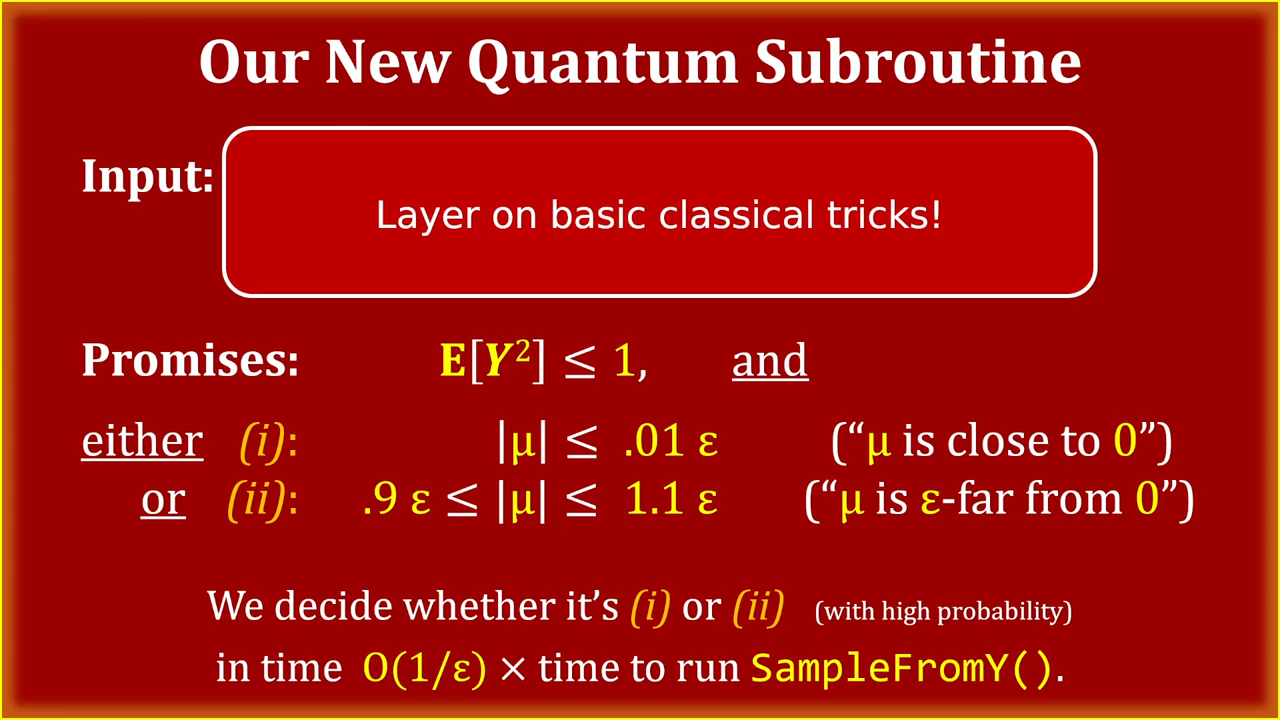 Our New Quantum Subroutine
Input:
Layer on basic classical tricks!
Promises: E[Y²] ≤ 1, and
either (i): |μ| ≤ .01 ε (“μ is close to 0”)
or (ii): .9 ε ≤ |μ| ≤ 1.1 ε (“μ is ε-far from 0”)
We decide whether it’s (i) or (ii) (with high probability)
in time O(1/ε) × time to run SampleFromY().